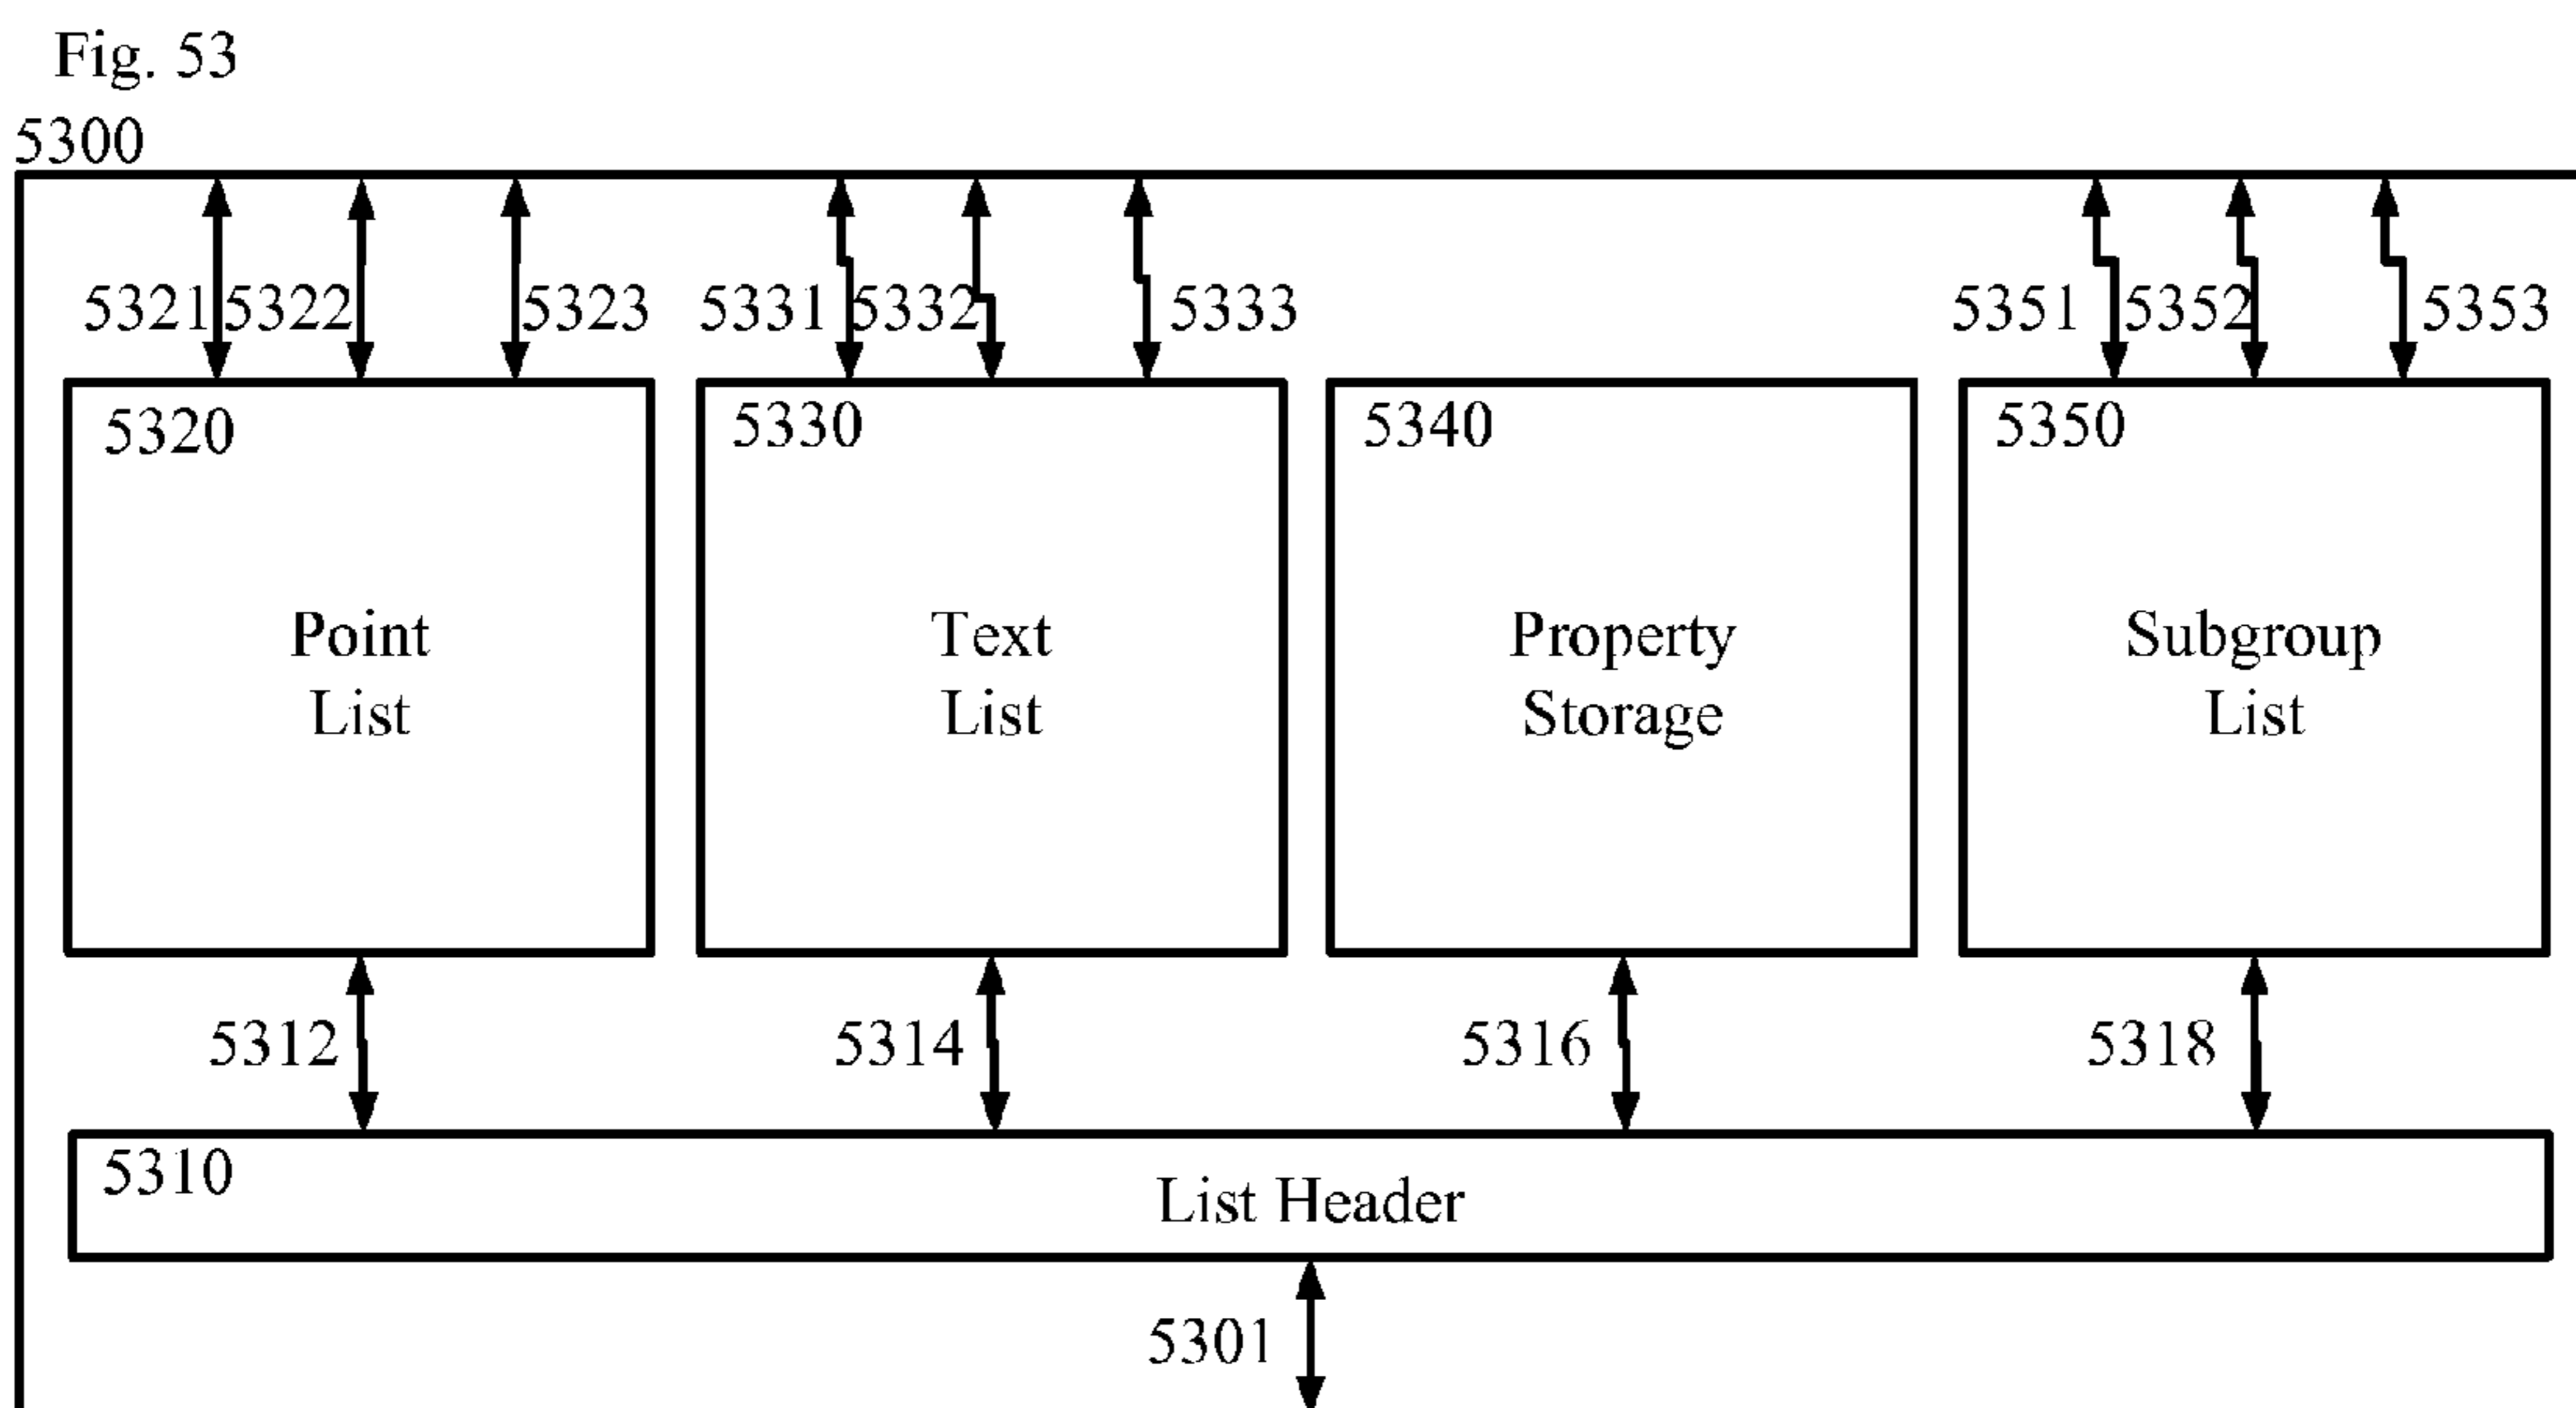 Fig. 53
5300
5321 5322 5323 5331 5332 5333 5351 5352 5353
5320 5330 5340 5350
Point Text Property Subgroup
List List Storage List
5312 5314 5316 5318
5310
List Header
5301